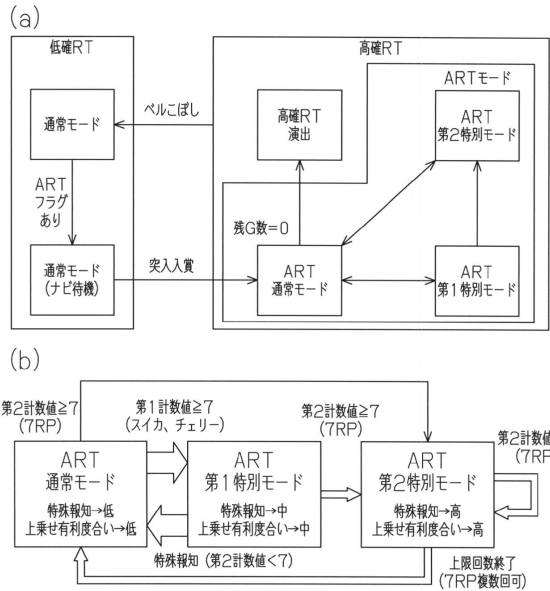 (a)
低確RT
高確RT
ARTモード
通常モード
ベルこぼし
高確RT
演出
ART
第2特別モード
ART
フラグ
あり
残G数=0
通常モード
(ナビ待機)
突入入賞
ART
通常モード
ART
第1特別モード
(b)
第2計数値≧7
(7RP)
第1計数値≧7
(スイカ、チェリー)
第2計数値≧7
(7RP)
第2計数値
(7RP
ART
通常モード
特殊報知→低
上乗せ有利度合い→低
ART
第1特別モード
特殊報知→中
上乗せ有利度合い→中
ART
第2特別モード
特殊報知→高
上乗せ有利度合い→高
特殊報知(第2計数値<7)
上限回数終了
(7RP複数回可)